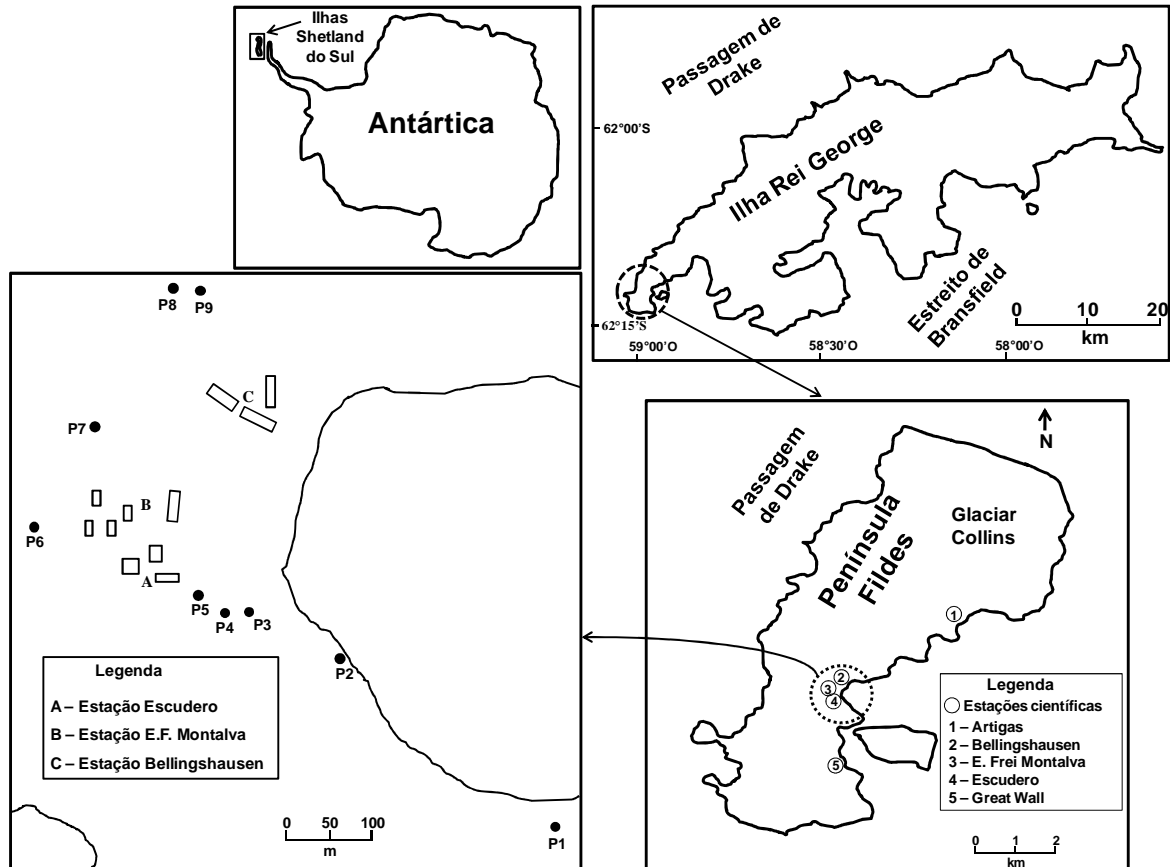 Ilhas
Shetland
do Sul
Antártica
Passagem de
Drake
62°00'S
Ilha Rei George
Estreito de
Bransfield
62°15'S
59°00'O
58°30'O
58°00'O
0 10 20
km
P8
P9
C
P7
B
P6
A
P5
P4
P3
P2
Legenda
A – Estação Escudero
B – Estação E.F. Montalva
C – Estação Bellingshausen
0 50 100
m
P1
N
Passagem
de Drake
Península
Fildes
Glaciar
Collins
1
2
3
4
5
Legenda
Estações científicas
1 – Artigas
2 – Bellingshausen
3 – E. Frei Montalva
4 – Escudero
5 – Great Wall
0 1 2
km